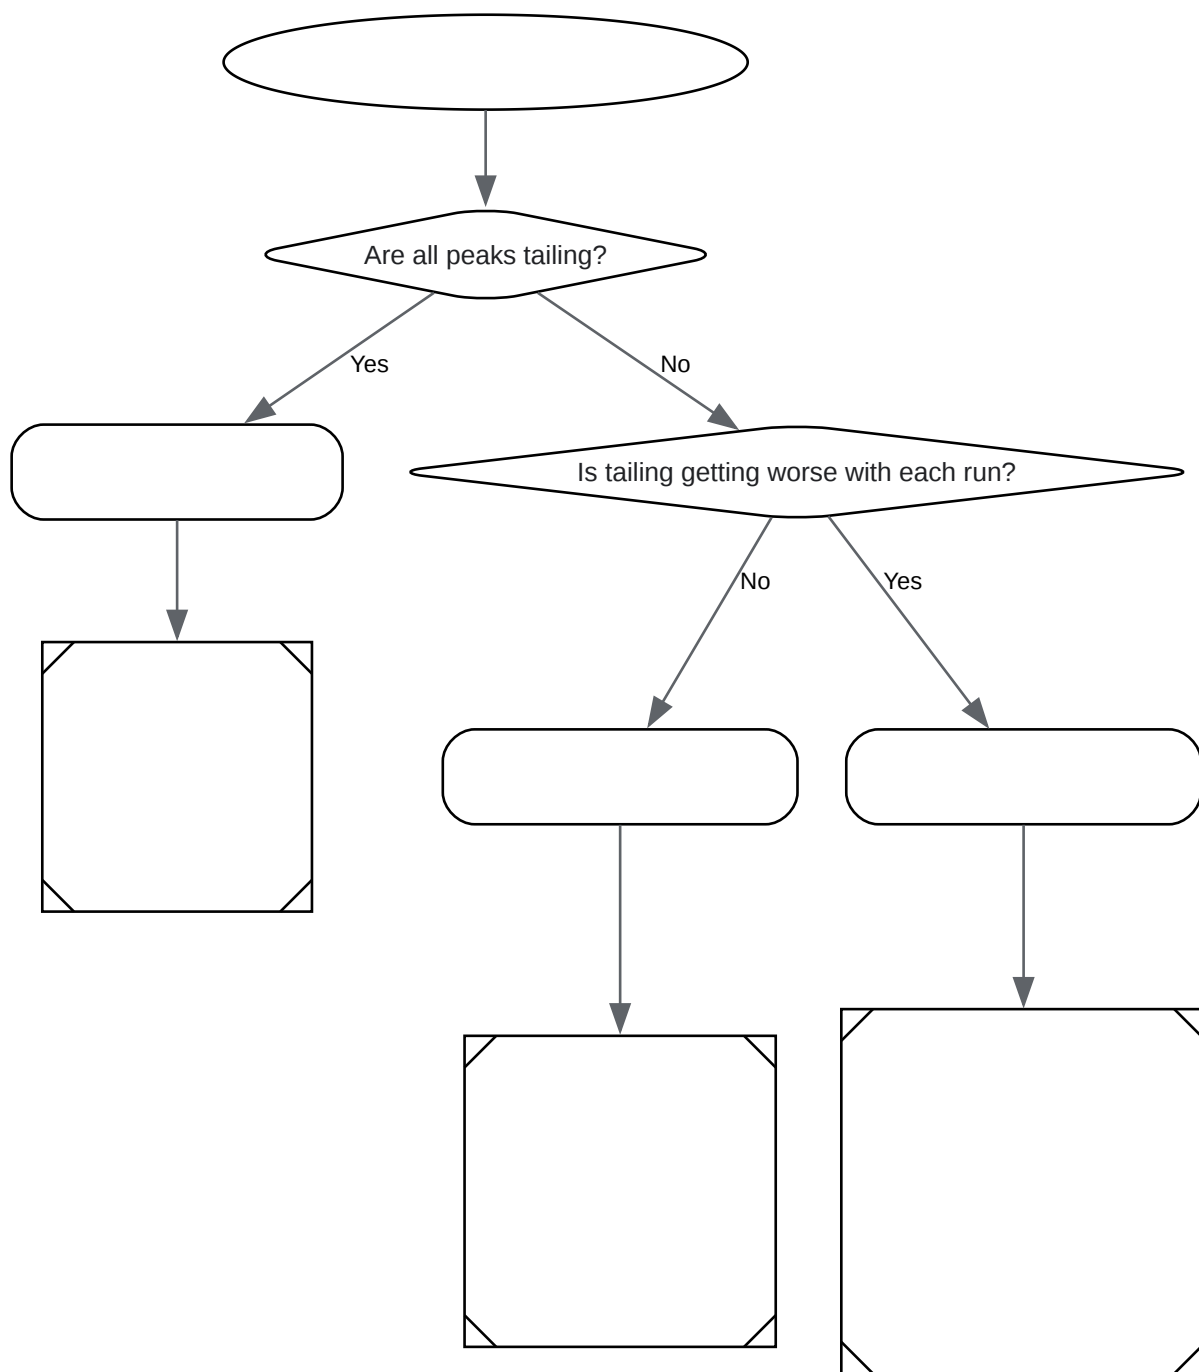 Are all peaks tailing?
Yes
No
Is tailing getting worse with each run?
No
Yes